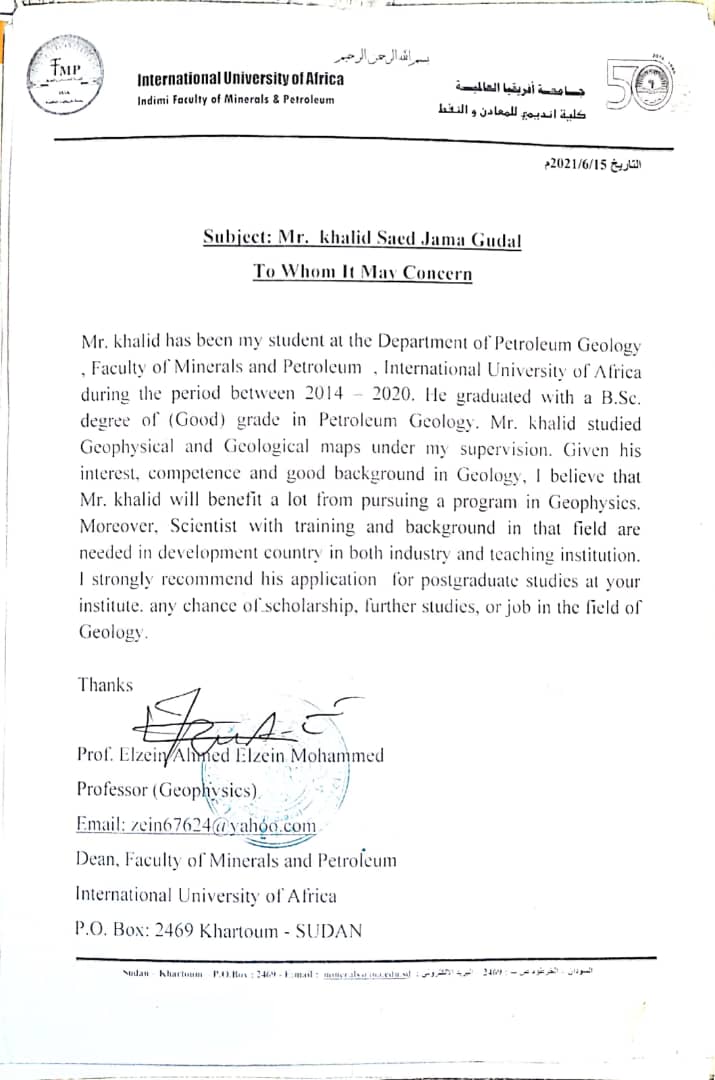 بسم الله الرحمن الرحيم
FMP
International University of Africa
Indimi Faculty of Minerals & Petroleum
جامعة أفريقيا العالمية
كلية انديمي للمعادن و النفط
50
التاريخ 2021/6/15م
Subject: Mr. khalid Saed Jama Gudal
To Whom It May Concern
Mr. khalid has been my student at the Department of Petroleum Geology
, Faculty of Minerals and Petroleum , International University of Africa
during the period between 2014 – 2020. He graduated with a B.Sc.
degree of (Good) grade in Petroleum Geology. Mr. khalid studied
Geophysical and Geological maps under my supervision. Given his
interest, competence and good background in Geology, I believe that
Mr. khalid will benefit a lot from pursuing a program in Geophysics.
Moreover, Scientist with training and background in that field are
needed in development country in both industry and teaching institution.
I strongly recommend his application for postgraduate studies at your
institute, any chance of scholarship, further studies, or job in the field of
Geology.
Thanks
Prof. Elzein Ahmed Elzein Mohammed
Professor (Geophysics)
Email: zein67624@yahoo.com
Dean, Faculty of Minerals and Petroleum
International University of Africa
P.O. Box: 2469 Khartoum - SUDAN
Sudan - Khartoum P.O.Box : 2469 - E:mail :
السودان - الخرطوم ص ب : 2469 البريد الالكتروني :